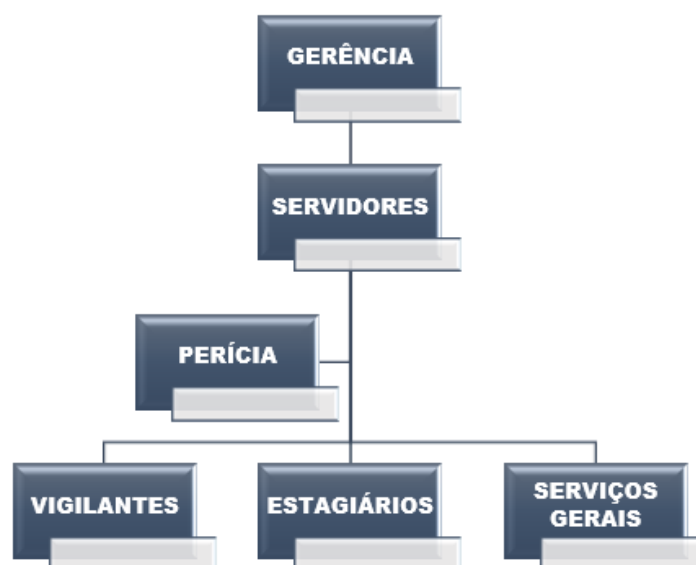 GERÊNCIA
SERVIDORES
PERÍCIA
VIGILANTES
ESTAGIÁRIOS
SERVIÇOS
GERAIS